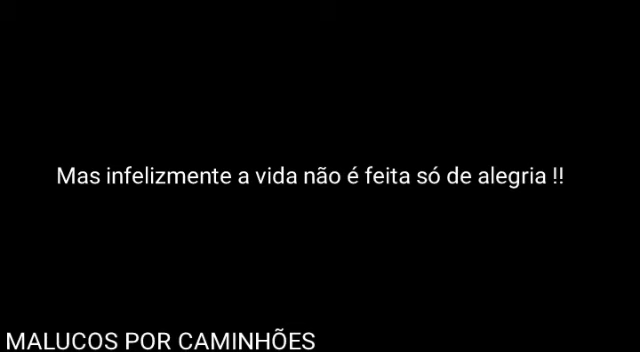 Mas infelizmente a vida não é feita só de alegria !!
MALUCOS POR CAMINHÕES